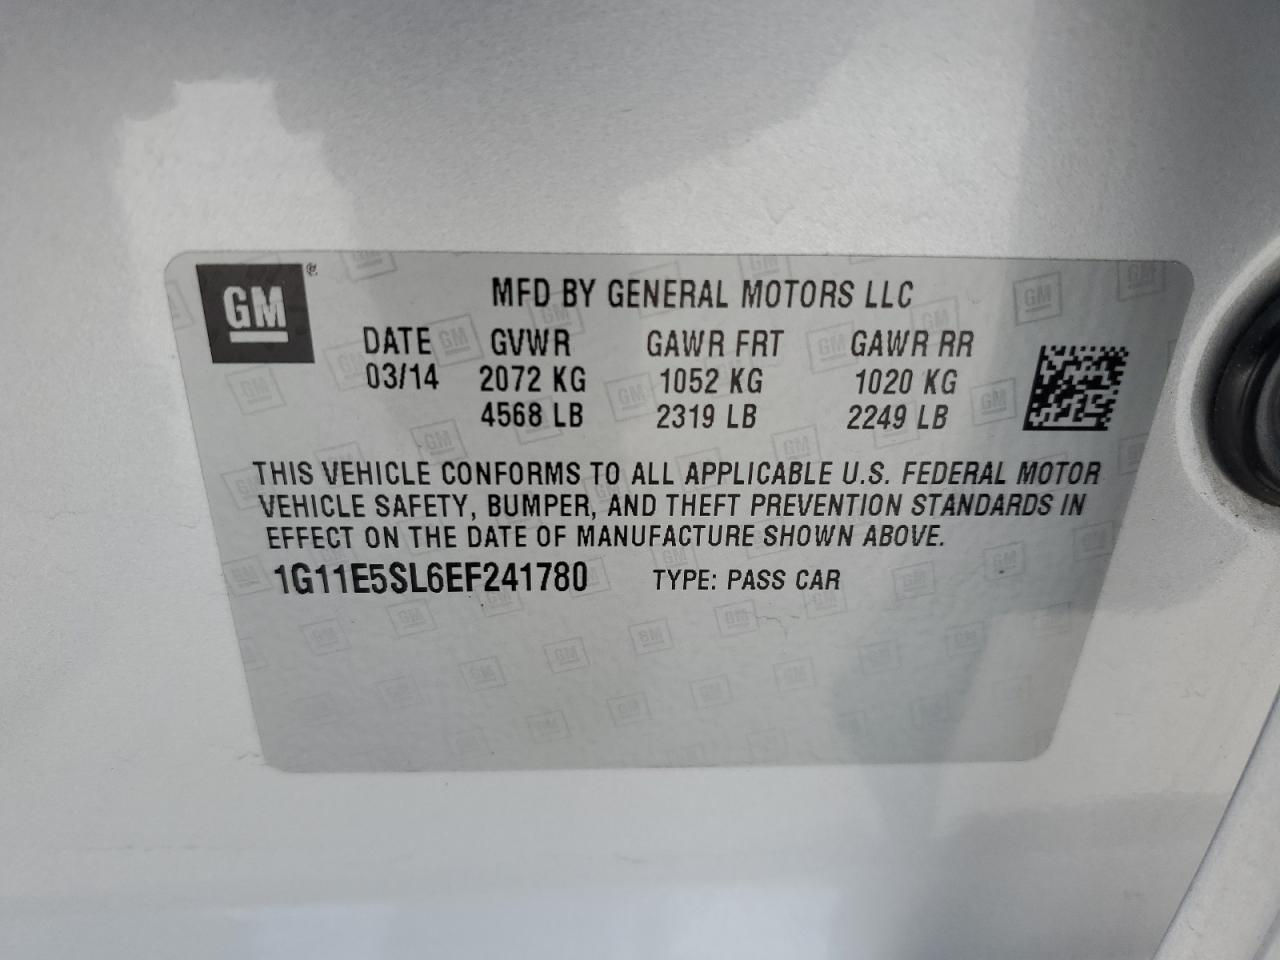 GM
MFD BY GENERAL MOTORS LLC
DATE GVWR GAWR FRT GAWR RR
03/14 2072 KG 1052 KG 1020 KG
4568 LB 2319 LB 2249 LB
THIS VEHICLE CONFORMS TO ALL APPLICABLE U.S. FEDERAL MOTOR
VEHICLE SAFETY, BUMPER, AND THEFT PREVENTION STANDARDS IN
EFFECT ON THE DATE OF MANUFACTURE SHOWN ABOVE.
1G11E5SL6EF241780 TYPE: PASS CAR